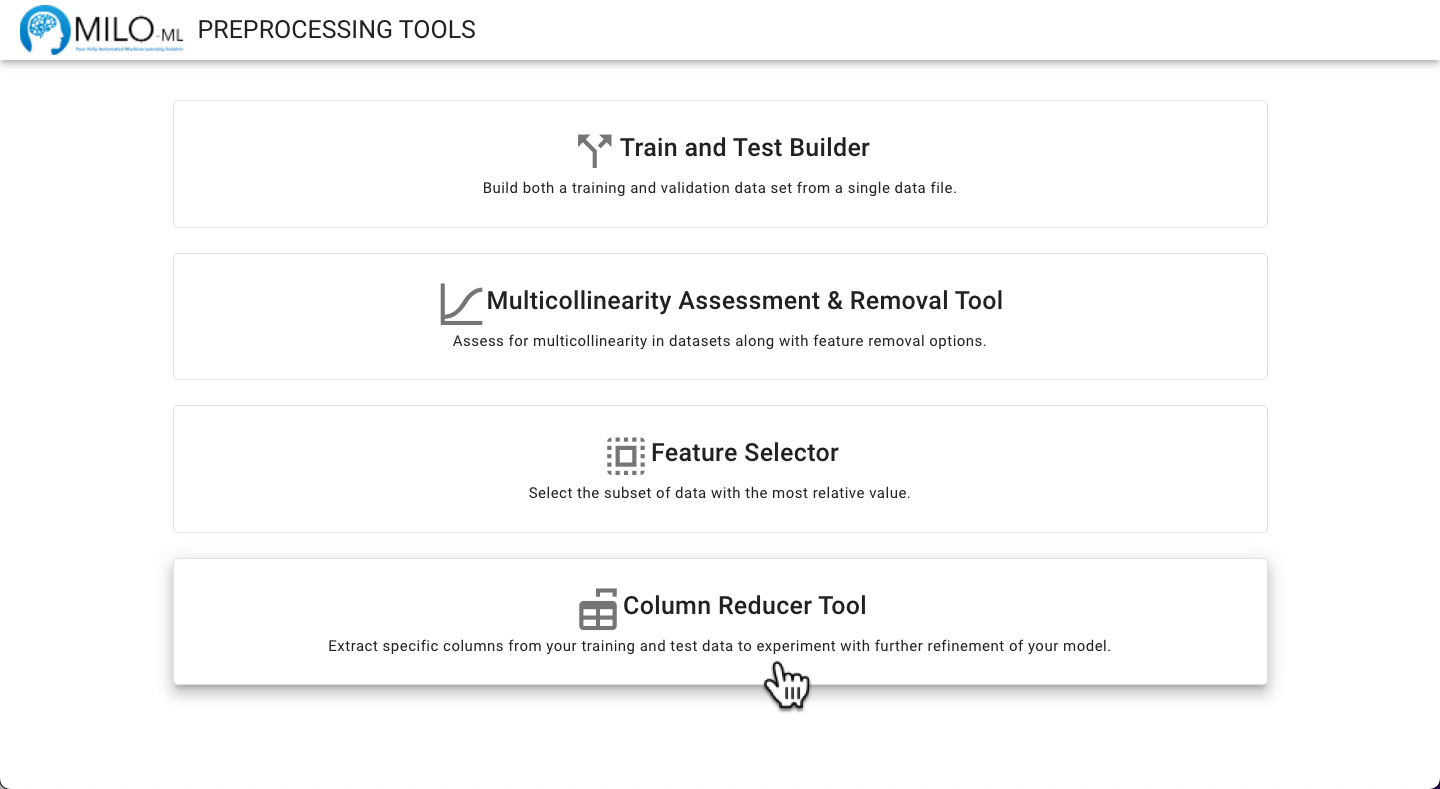 MILO-ML PREPROCESSING TOOLS
Your Fully Automated Machine Learning Solution
Train and Test Builder
Build both a training and validation data set from a single data file.
Multicollinearity Assessment & Removal Tool
Assess for multicollinearity in datasets along with feature removal options.
Feature Selector
Select the subset of data with the most relative value.
Column Reducer Tool
Extract specific columns from your training and test data to experiment with further refinement of your model.